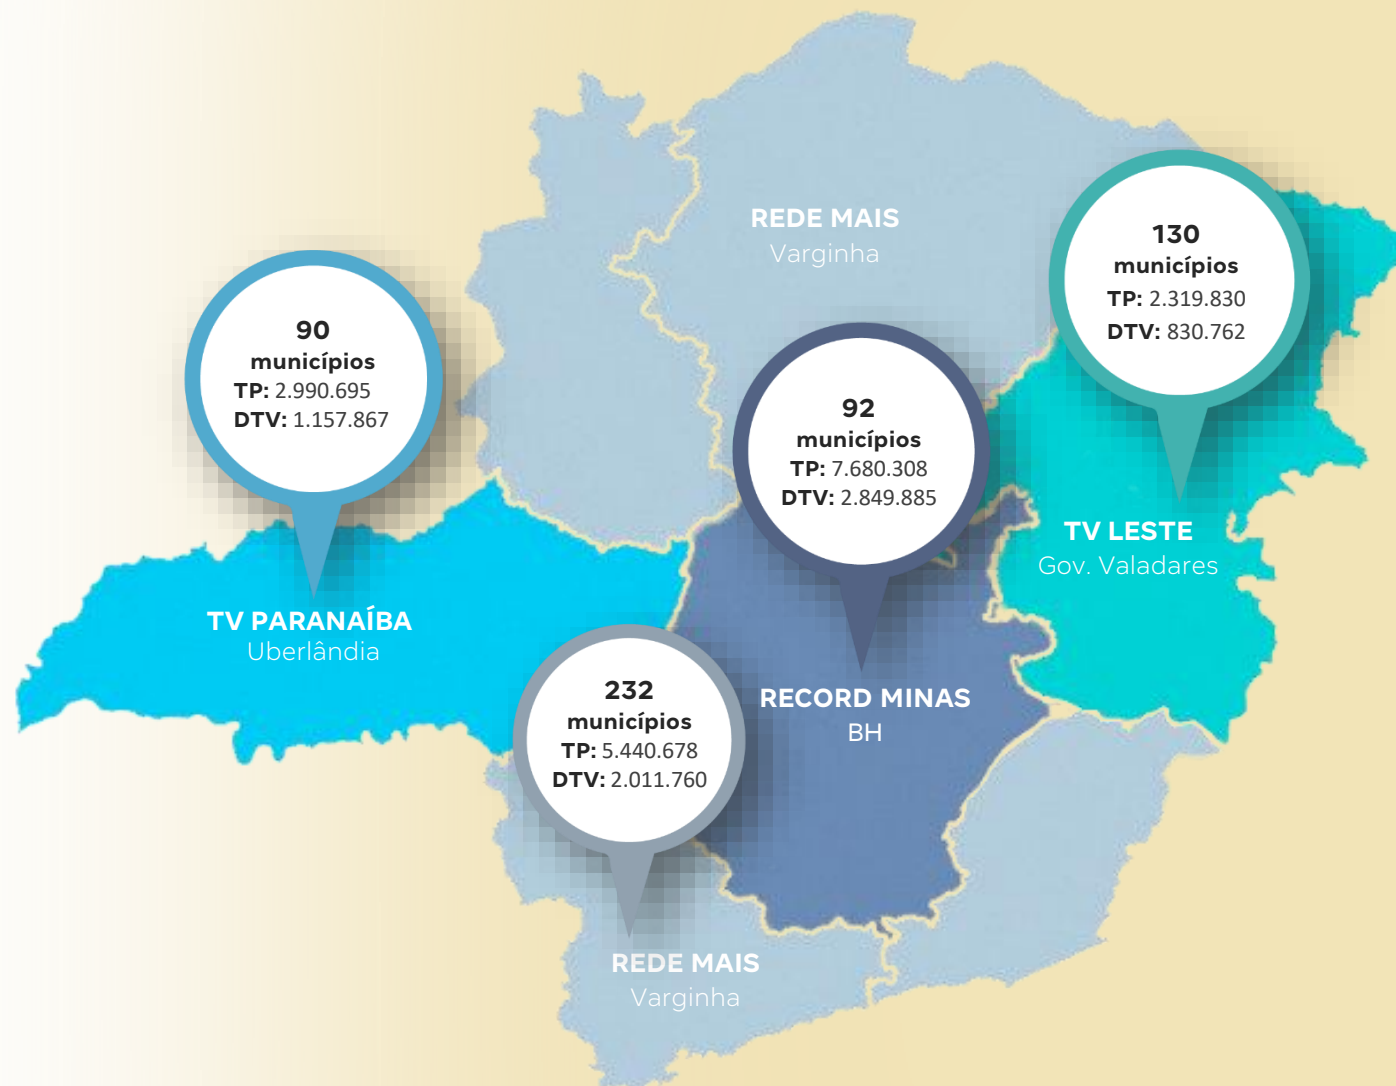 REDE MAIS
Varginha
130
municípios
TP: 2.319.830
DTV: 830.762
90
municípios
TP: 2.990.695
DTV: 1.157.867
92
municípios
TP: 7.680.308
DTV: 2.849.885
TV LESTE
Gov. Valadares
TV PARANAÍBA
Uberlândia
232
municípios
TP: 5.440.678
DTV: 2.011.760
RECORD MINAS
BH
REDE MAIS
Varginha